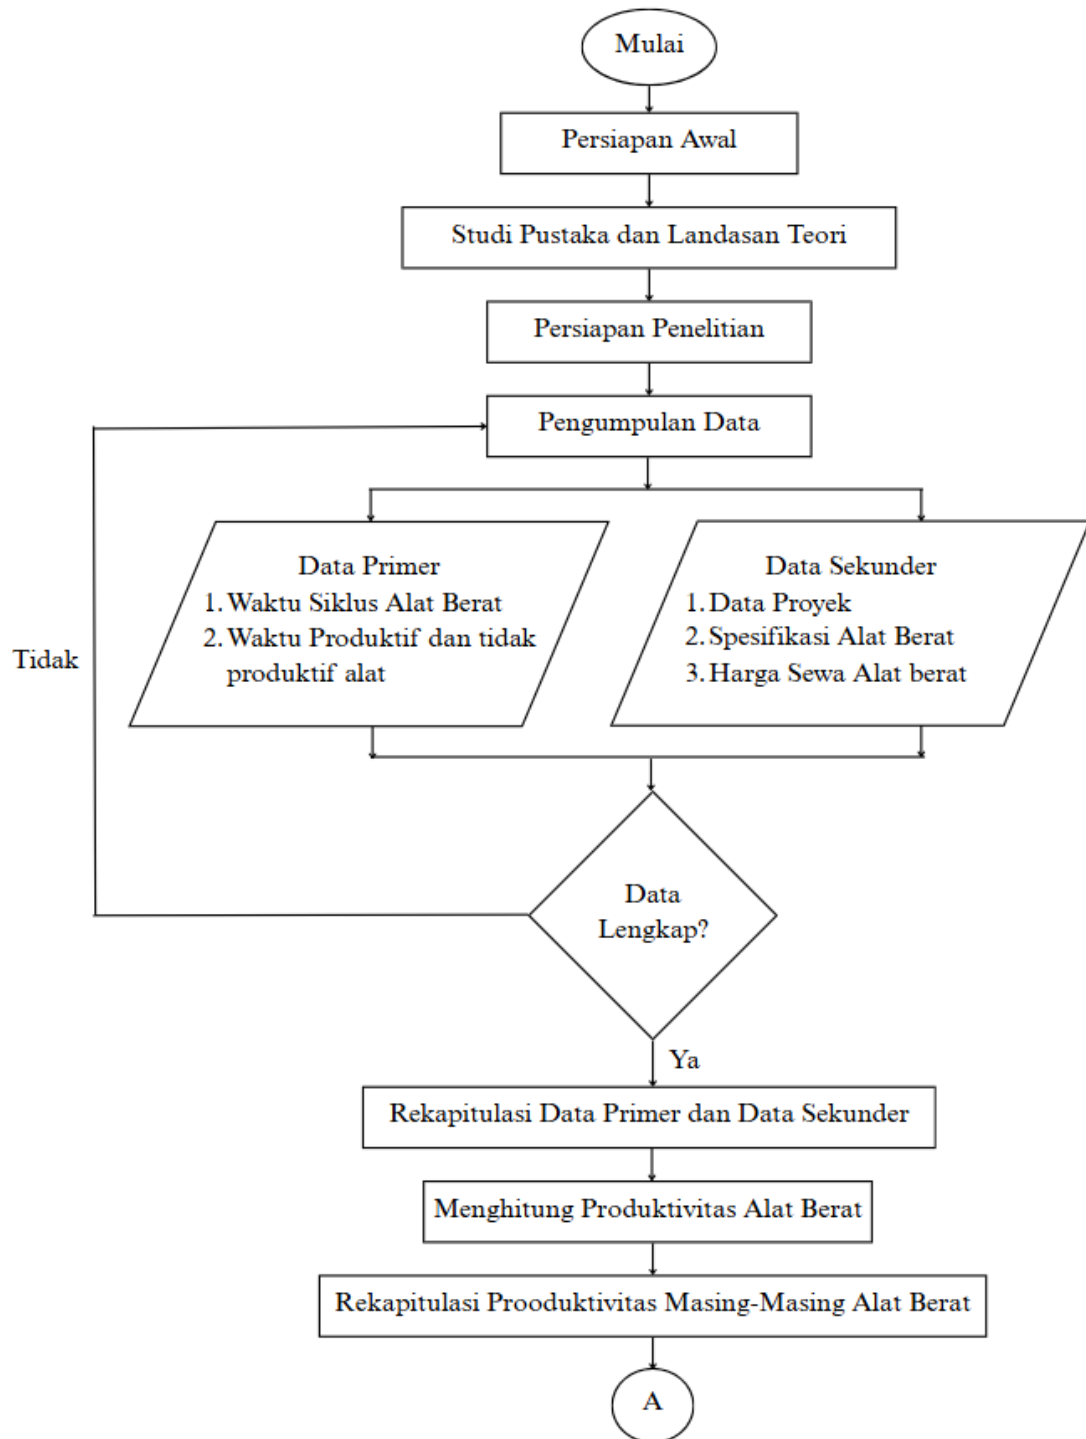 Mulai
Persiapan Awal
Studi Pustaka dan Landasan Teori
Persiapan Penelitian
Pengumpulan Data
Data Primer
1. Waktu Siklus Alat Berat
2. Waktu Produktif dan tidak
produktif alat
Data Sekunder
1. Data Proyek
2. Spesifikasi Alat Berat
3. Harga Sewa Alat berat
Tidak
Data
Lengkap?
Ya
Rekapitulasi Data Primer dan Data Sekunder
Menghitung Produktivitas Alat Berat
Rekapitulasi Prooduktivitas Masing-Masing Alat Berat
A